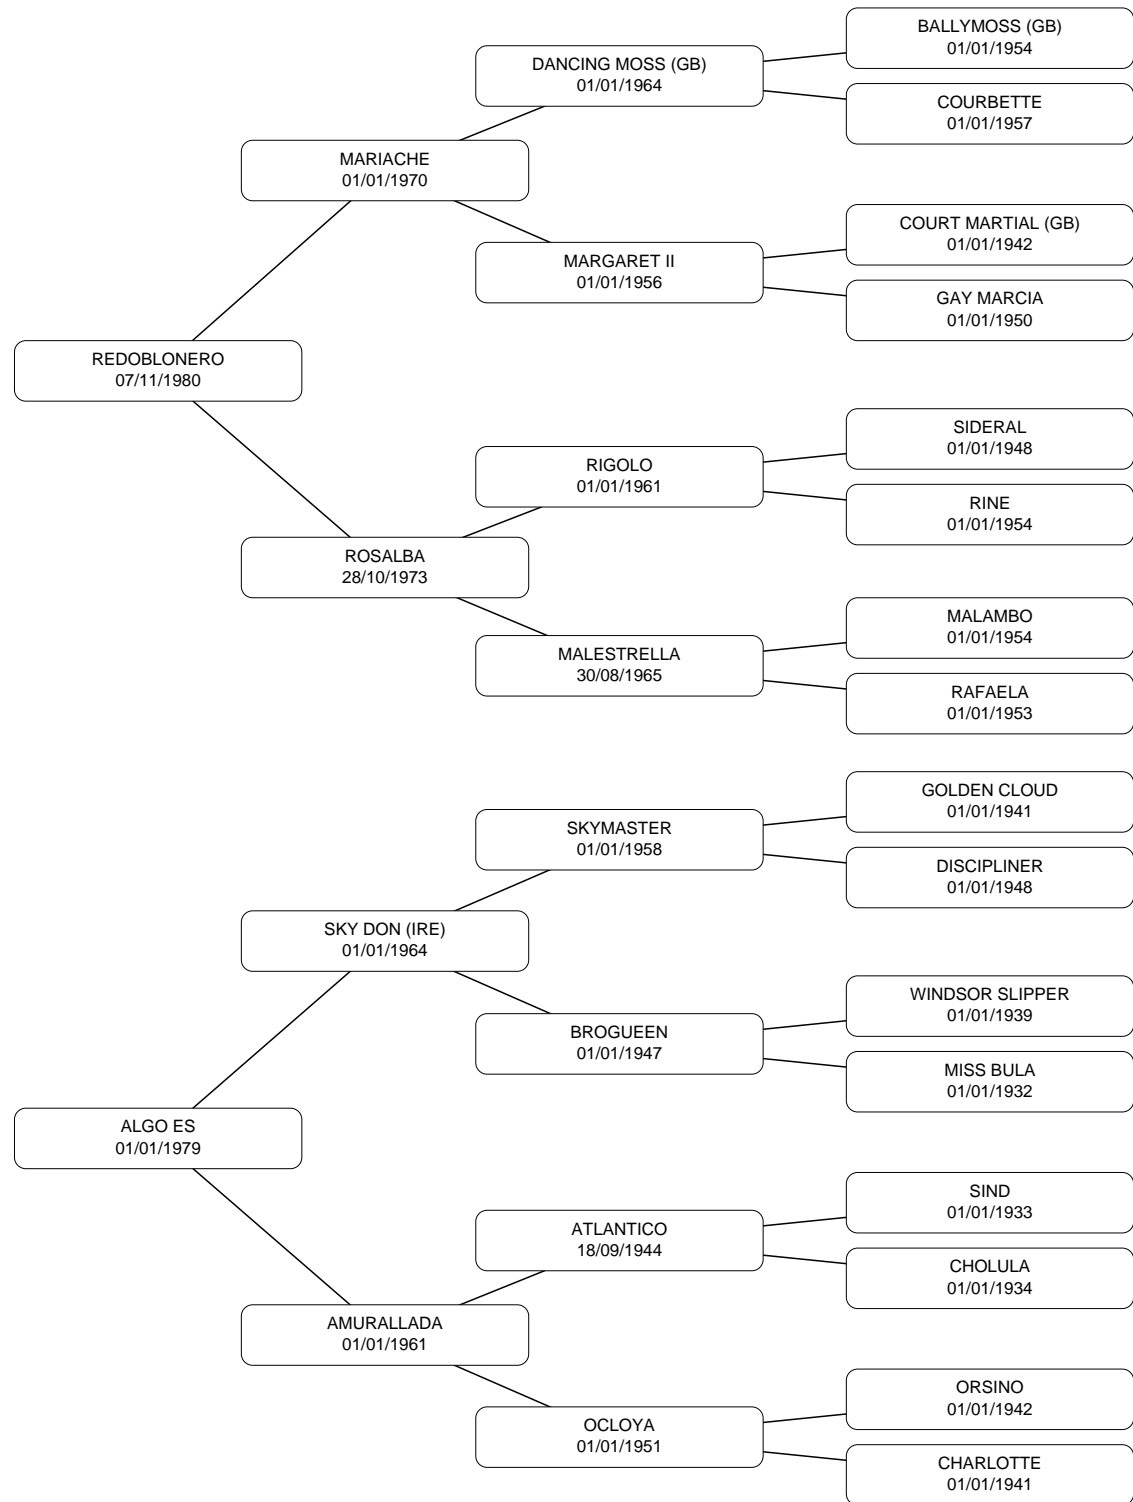 BALLYMOSS (GB)
01/01/1954
DANCING MOSS (GB)
01/01/1964
COURBETTE
01/01/1957
MARIACHE
01/01/1970
COURT MARTIAL (GB)
01/01/1942
MARGARET II
01/01/1956
GAY MARCIA
01/01/1950
REDOBLONERO
07/11/1980
SIDERAL
01/01/1948
RIGOLO
01/01/1961
RINE
01/01/1954
ROSALBA
28/10/1973
MALAMBO
01/01/1954
MALESTRELLA
30/08/1965
RAFAELA
01/01/1953
GOLDEN CLOUD
01/01/1941
SKYMASTER
01/01/1958
DISCIPLINER
01/01/1948
SKY DON (IRE)
01/01/1964
WINDSOR SLIPPER
01/01/1939
BROGUEEN
01/01/1947
MISS BULA
01/01/1932
ALGO ES
01/01/1979
SIND
01/01/1933
ATLANTICO
18/09/1944
CHOLULA
01/01/1934
AMURALLADA
01/01/1961
ORSINO
01/01/1942
OCLOYA
01/01/1951
CHARLOTTE
01/01/1941